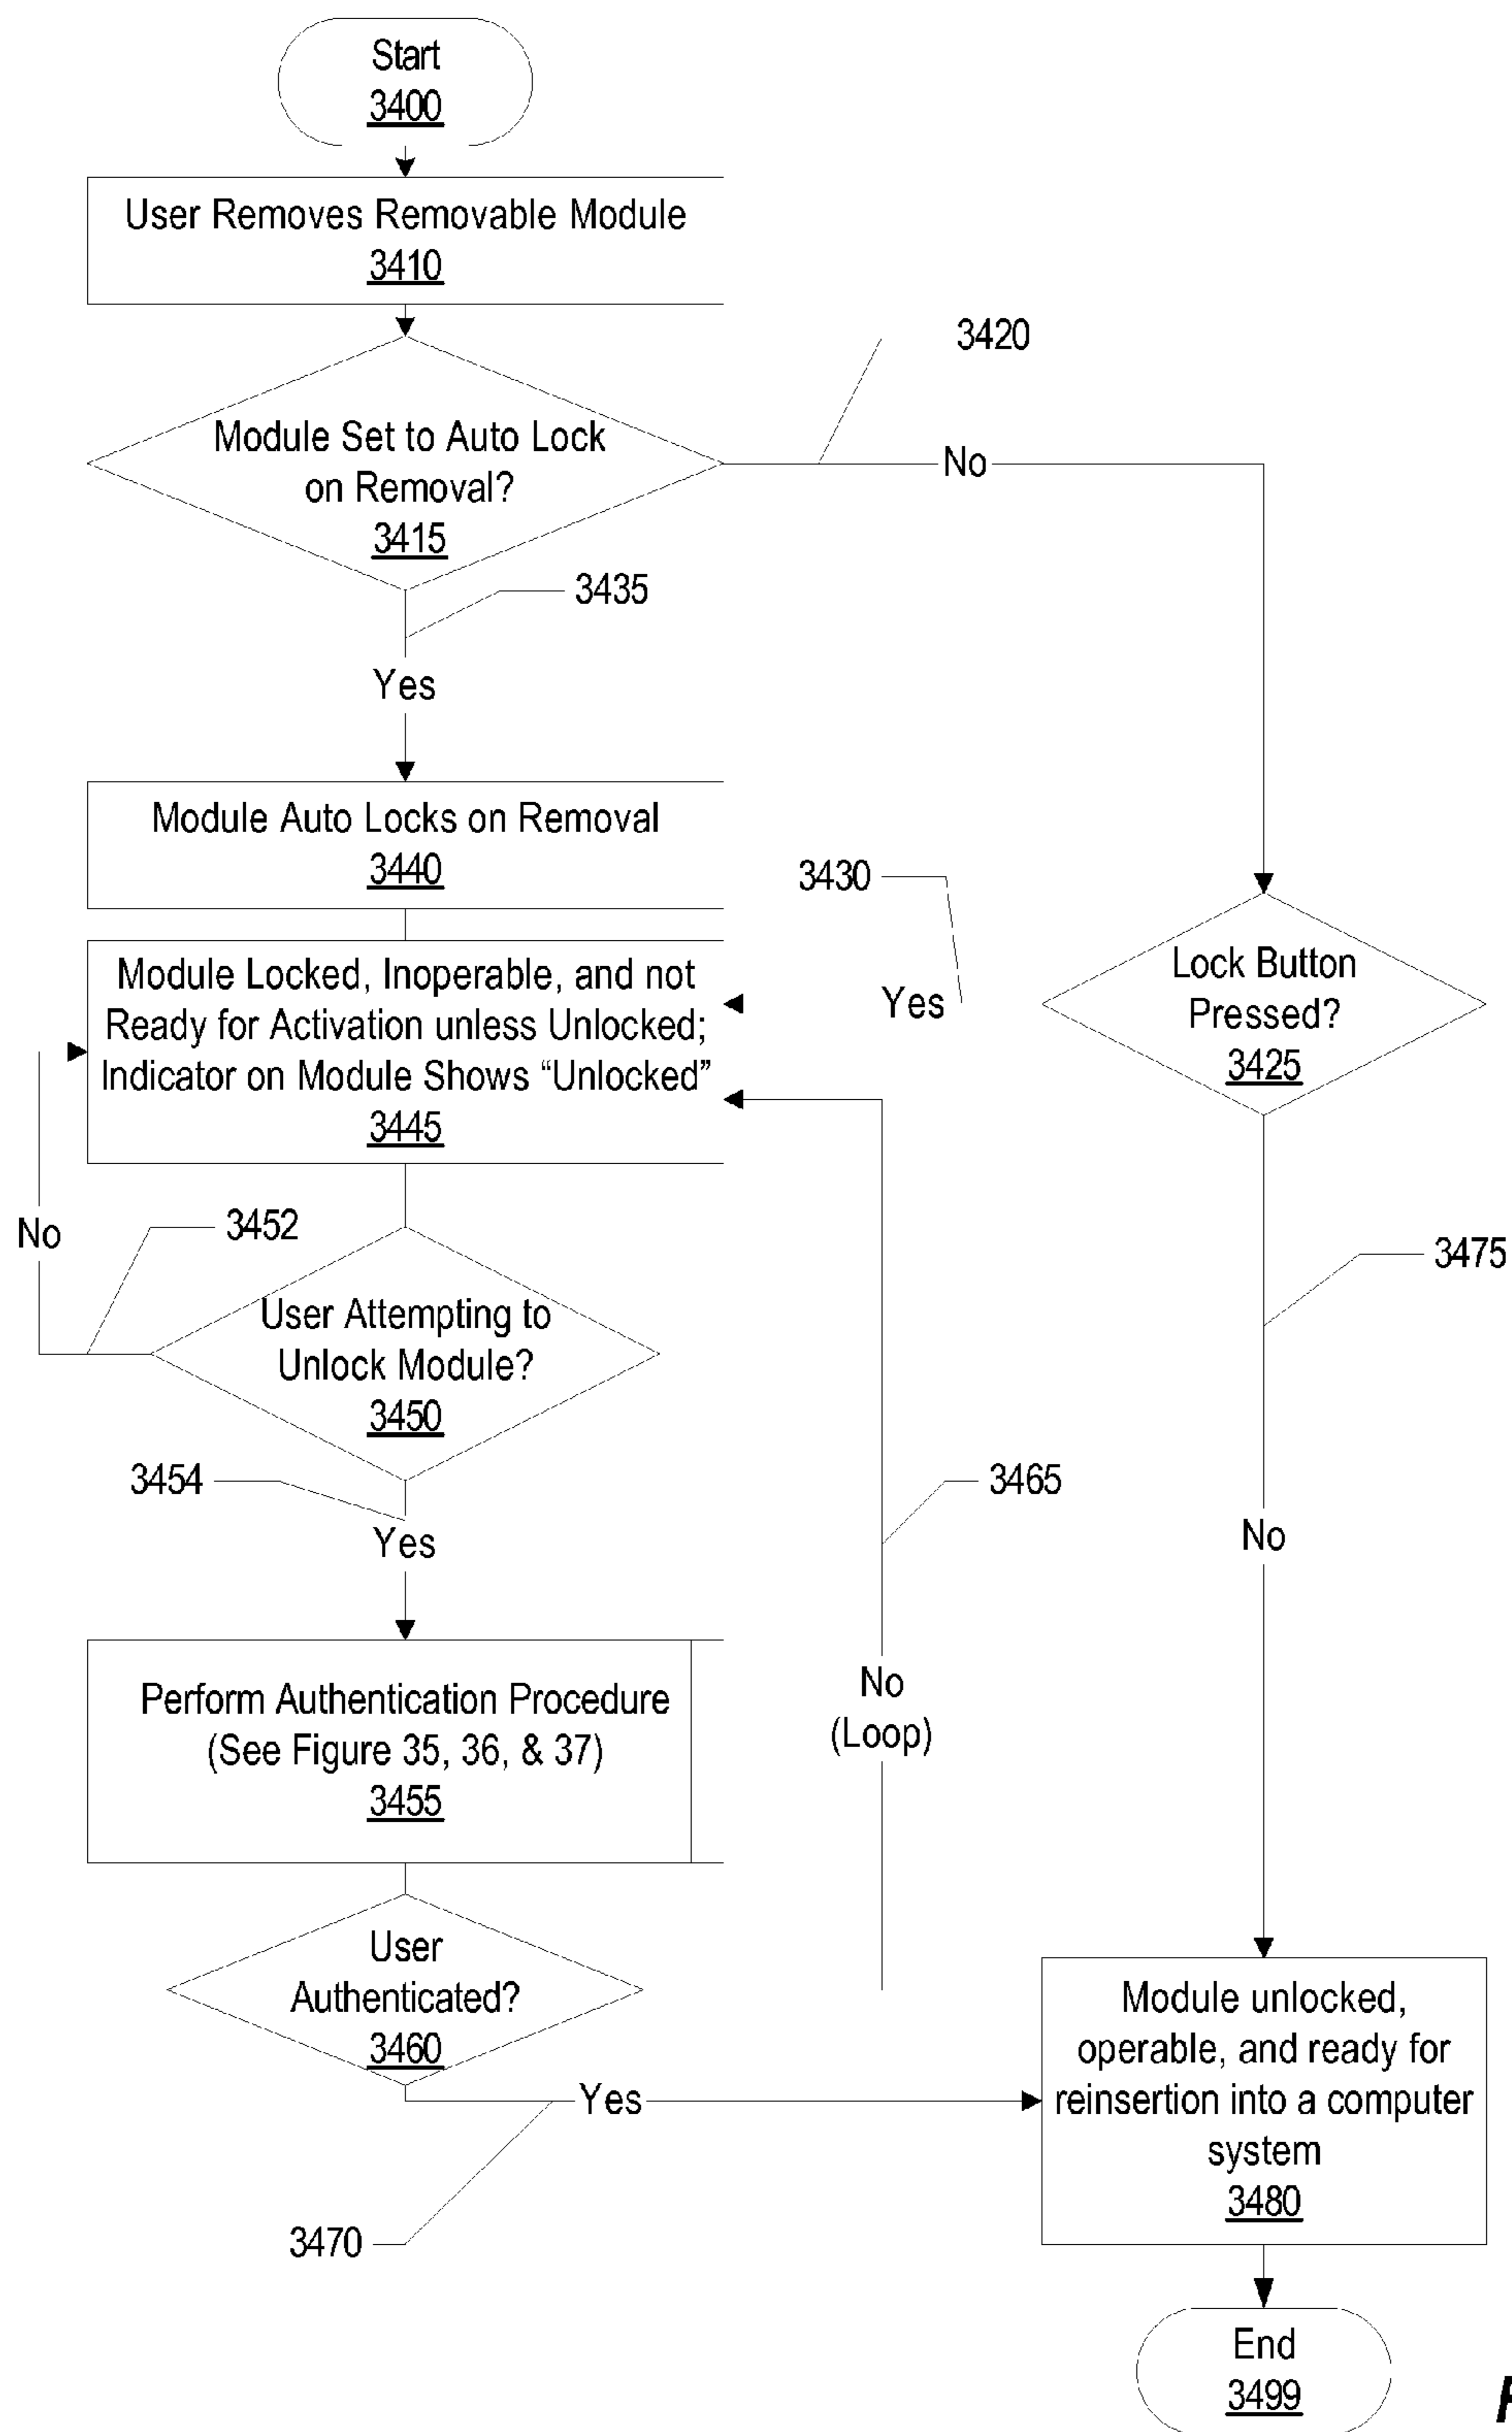 Start
3400
User Removes Removable Module
3410
3420
Module Set to Auto Lock
on Removal?
3415
No
3435
Yes
Module Auto Locks on Removal
3440
3430
Module Locked, Inoperable, and not
Ready for Activation unless Unlocked;
Indicator on Module Shows “Unlocked”
3445
Yes
Lock Button
Pressed?
3425
No
3452
3475
User Attempting to
Unlock Module?
3450
3454
Yes
3465
No
Perform Authentication Procedure
(See Figure 35, 36, & 37)
3455
No
(Loop)
User
Authenticated?
3460
Yes
3470
Module unlocked,
operable, and ready for
reinsertion into a computer
system
3480
End
3499